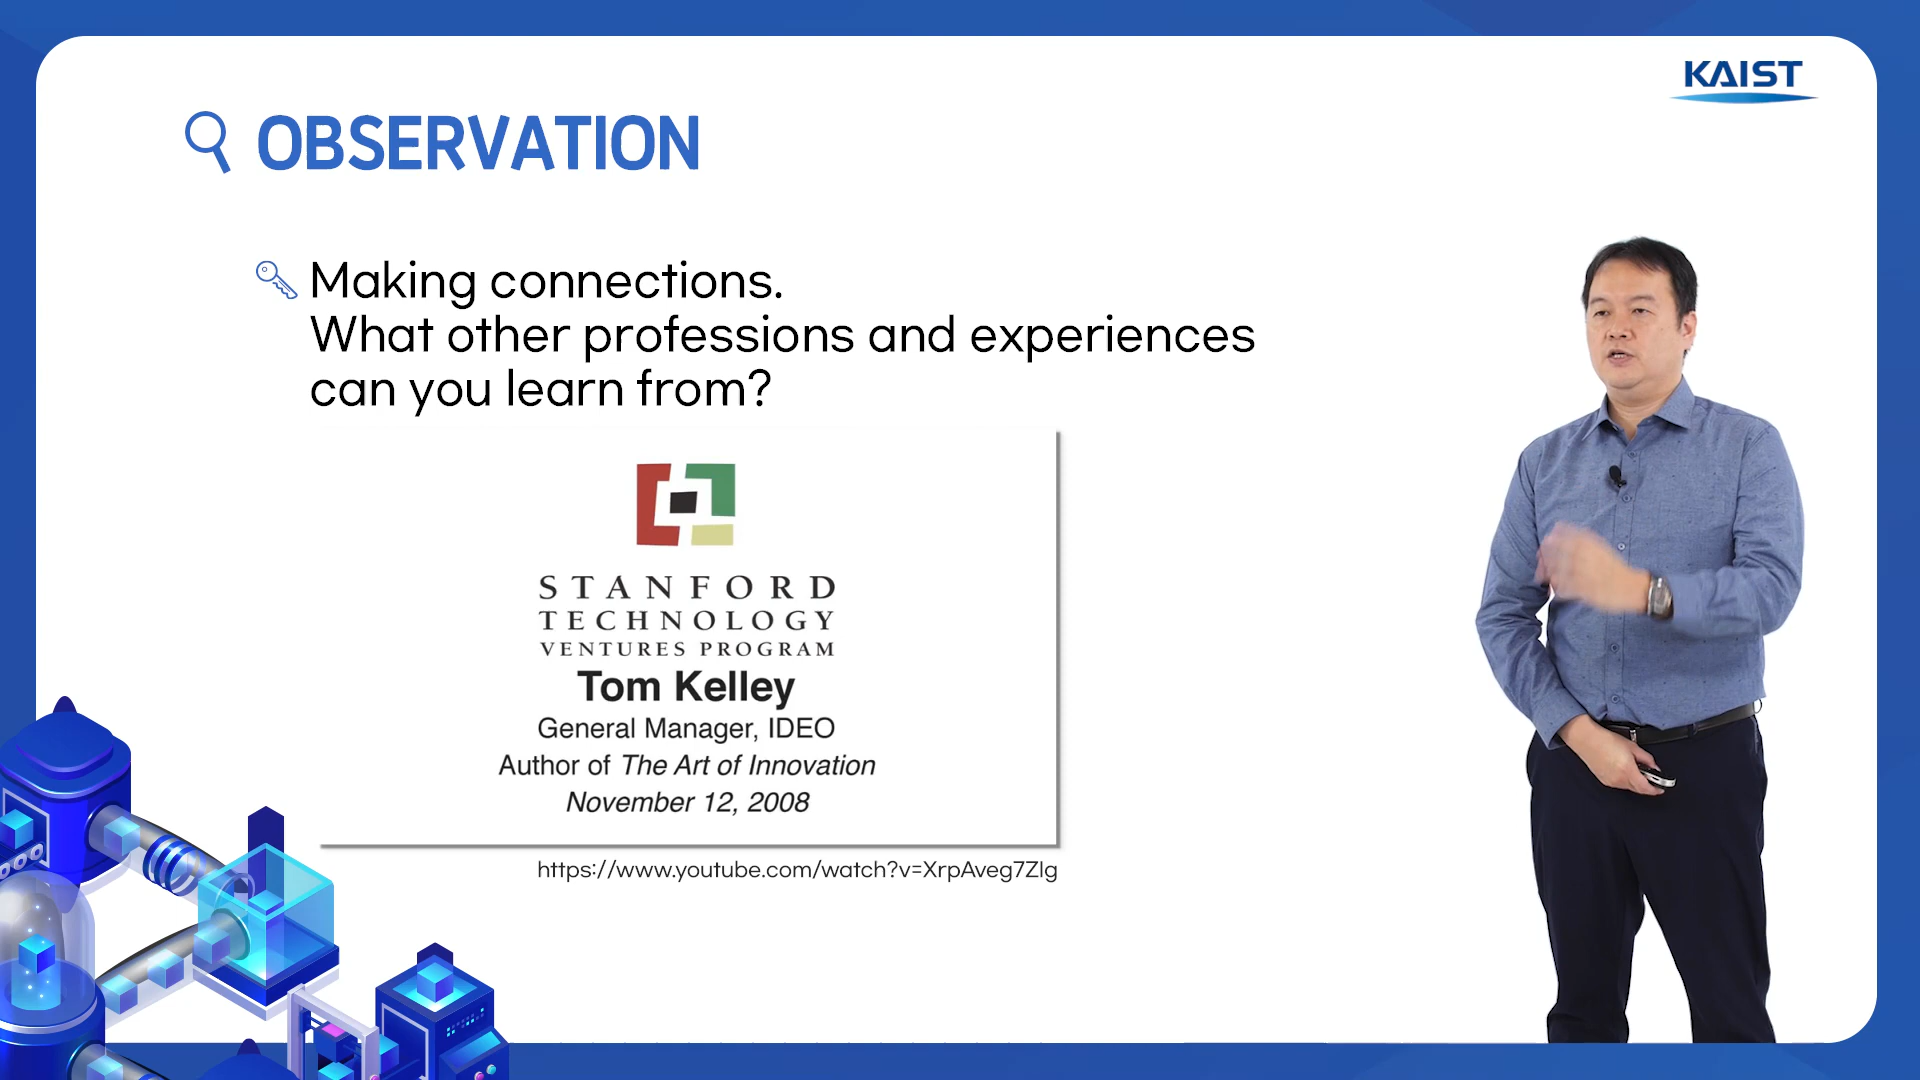 KAIST
OBSERVATION
Making connections.
What other professions and experiences
can you learn from?
STANFORD
TECHNOLOGY
VENTURES PROGRAM
Tom Kelley
General Manager, IDEO
Author of The Art of Innovation
November 12, 2008
https://www.youtube.com/watch?v=XrpAveg7ZIg